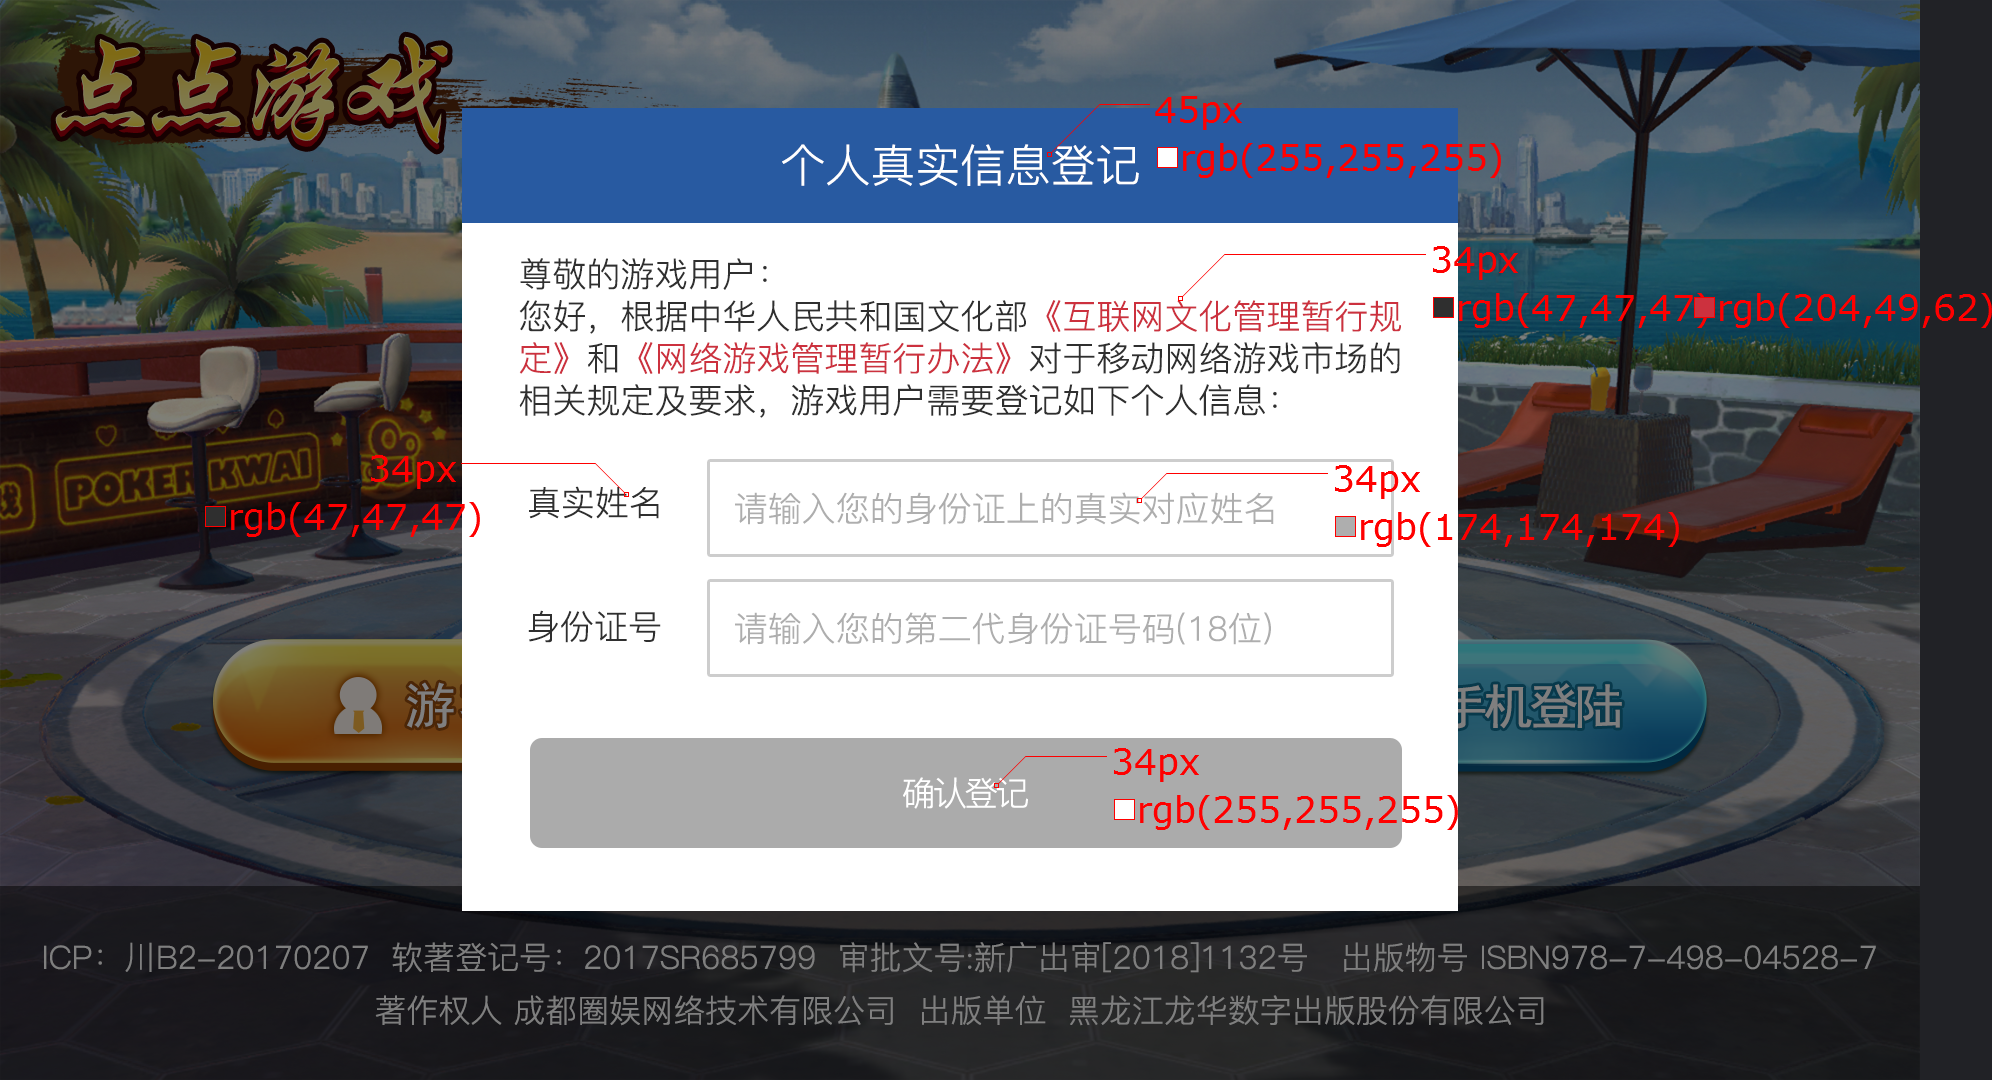 点点游戏
45px
个人真实信息登记
rgb(255,255,255)
尊敬的游戏用户：
34px
您好，根据中华人民共和国文化部《互联网文化管理暂行规
rgb(47,47,47)
rgb(204,49,62)
定》和《网络游戏管理暂行办法》对于移动网络游戏市场的
相关规定及要求，游戏用户需要登记如下个人信息：
POKER KWAI
34px
rgb(47,47,47)
真实姓名
请输入您的身份证上的真实对应姓名
34px
rgb(174,174,174)
身份证号
请输入您的第二代身份证号码(18位)
游
手机登陆
确认登记
34px
rgb(255,255,255)
ICP：川B2-20170207 软著登记号：2017SR685799 审批文号:新广出审[2018]1132号 出版物号 ISBN978-7-498-04528-7
著作权人 成都圈娱网络技术有限公司 出版单位 黑龙江龙华数字出版股份有限公司